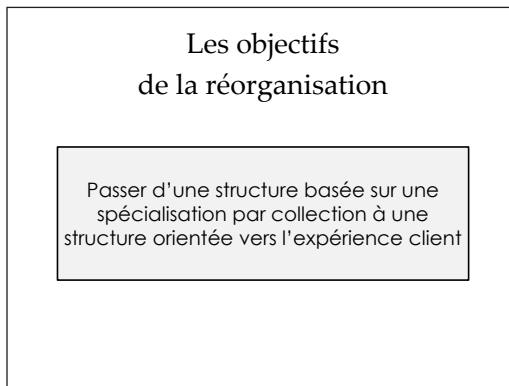 Les objectifs
de la réorganisation
Passer d’une structure basée sur une
spécialisation par collection à une
structure orientée vers l’expérience client